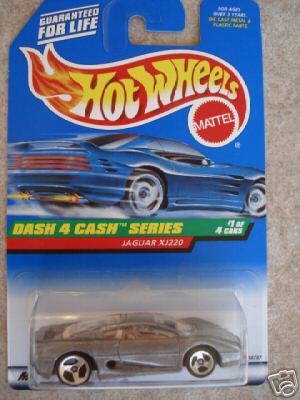 GUARANTEED
FOR LIFE
FOR AGES
OVER 3 YEARS.
DIE CAST METAL &
PLASTIC PARTS.
HOT WHEELS
MATTEL
®
DASH 4 CASH™ SERIES
JAGUAR XJ220
#1 OF
4 CARS